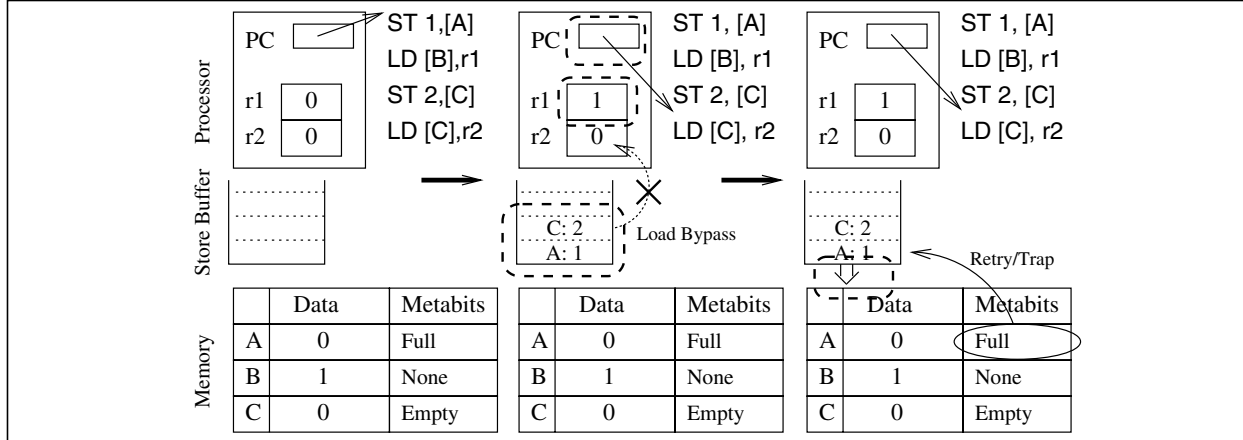 Processor
PC
r1 0
r2 0
ST 1,[A]
LD [B],r1
ST 2,[C]
LD [C],r2
PC
r1 1
r2 0
ST 1, [A]
LD [B], r1
ST 2, [C]
LD [C], r2
PC
r1 1
r2 0
ST 1, [A]
LD [B], r1
ST 2, [C]
LD [C], r2
Store Buffer
C: 2
A: 1
Load Bypass
C: 2
A: 1
Retry/Trap
Memory
Data Metabits
A 0 Full
B 1 None
C 0 Empty
Data Metabits
A 0 Full
B 1 None
C 0 Empty
Data Metabits
A 0 Full
B 1 None
C 0 Empty